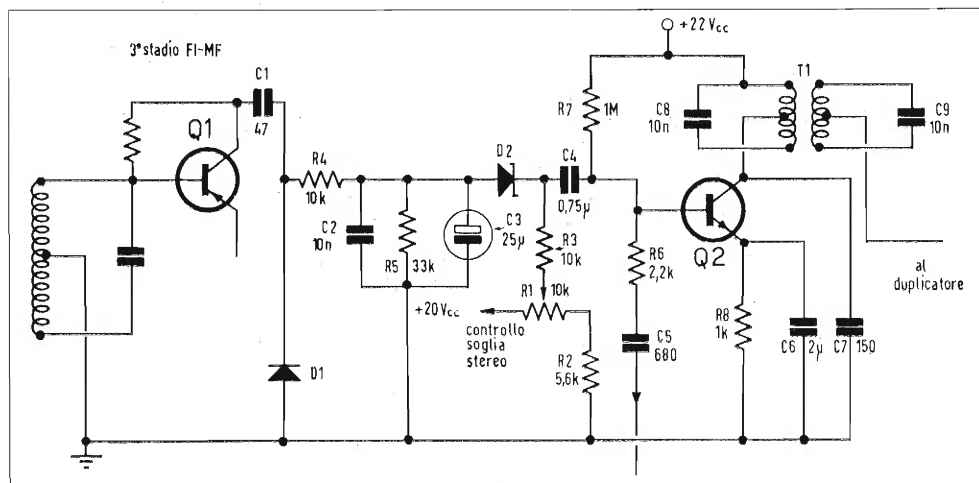 3° stadio FI-MF
+22 Vcc
T1
C1
47
Q1
R7
1M
C8
10n
C9
10n
R4
10k
D2
C4
0,75µ
C2
10n
R5
33k
C3
25µ
R3
10k
R6
2,2k
Q2
R1
10k
+20 Vcc
controllo
soglia
stereo
al
duplicatore
D1
R2
5,6k
C5
680
R8
1k
C6
2µ
C7
150